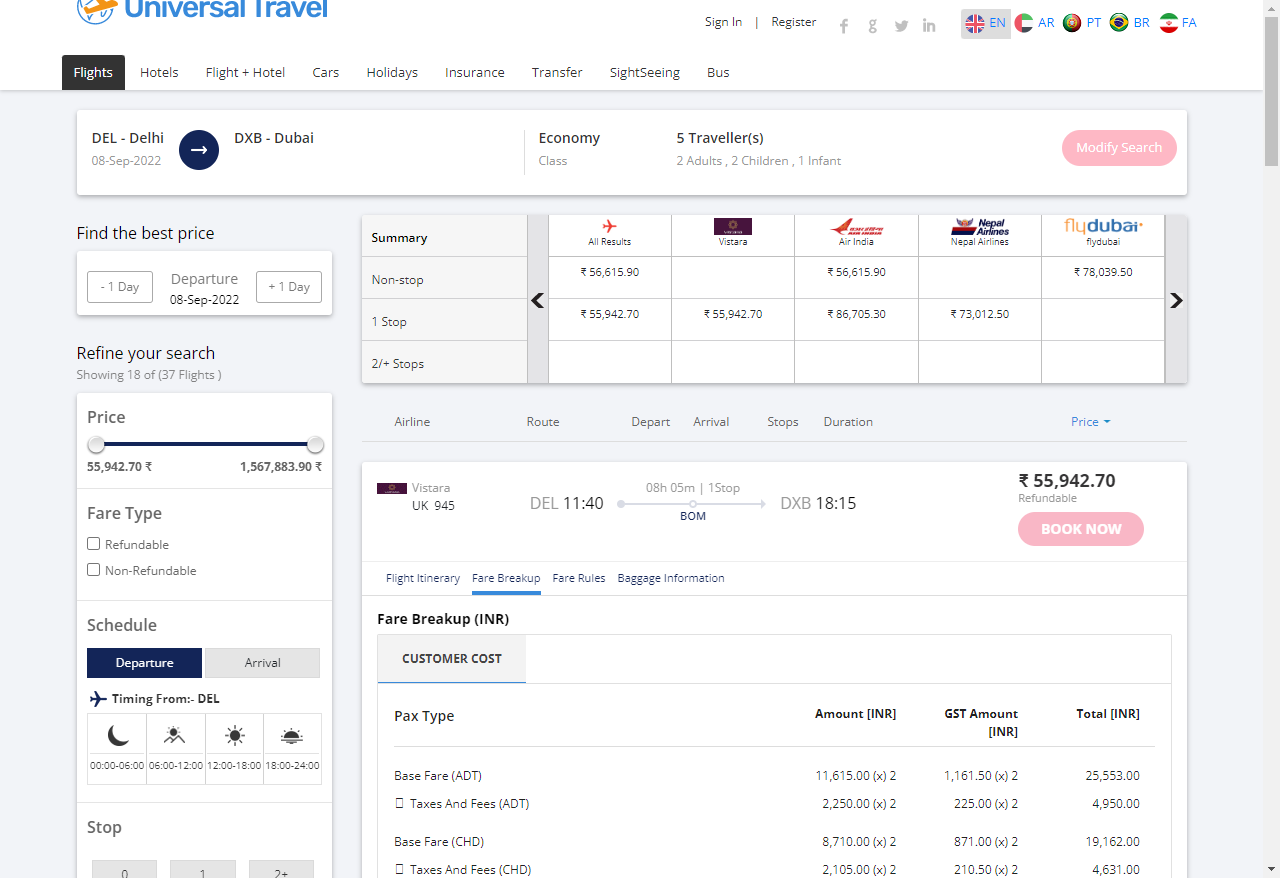 Universal Travel
Sign In | Register
EN AR PT BR FA
Flights Hotels Flight + Hotel Cars Holidays Insurance Transfer SightSeeing Bus
DEL - Delhi
08-Sep-2022
DXB - Dubai
Economy
Class
5 Traveller(s)
2 Adults , 2 Children , 1 Infant
Modify Search
Find the best price
- 1 Day
Departure
08-Sep-2022
+ 1 Day
Refine your search
Showing 18 of (37 Flights )
Price
55,942.70 ₹ 1,567,883.90 ₹
Fare Type
Refundable
Non-Refundable
Schedule
Departure Arrival
Timing From:- DEL
00:00-06:00 06:00-12:00 12:00-18:00 18:00-24:00
Stop
0 1 2+
Summary
All Results
Vistara
Air India
Nepal Airlines
Nepal Airlines
flydubai
flydubai
Non-stop ₹ 56,615.90 ₹ 56,615.90 ₹ 78,039.50
1 Stop ₹ 55,942.70 ₹ 55,942.70 ₹ 86,705.30 ₹ 73,012.50
2/+ Stops
Airline Route Depart Arrival Stops Duration Price
Vistara
UK 945
DEL 11:40
08h 05m | 1Stop
BOM
DXB 18:15
₹ 55,942.70
Refundable
BOOK NOW
Flight Itinerary Fare Breakup Fare Rules Baggage Information
Fare Breakup (INR)
CUSTOMER COST
Pax Type Amount [INR] GST Amount [INR] Total [INR]
Base Fare (ADT) 11,615.00 (x) 2 1,161.50 (x) 2 25,553.00
Taxes And Fees (ADT) 2,250.00 (x) 2 225.00 (x) 2 4,950.00
Base Fare (CHD) 8,710.00 (x) 2 871.00 (x) 2 19,162.00
Taxes And Fees (CHD) 2,105.00 (x) 2 210.50 (x) 2 4,631.00